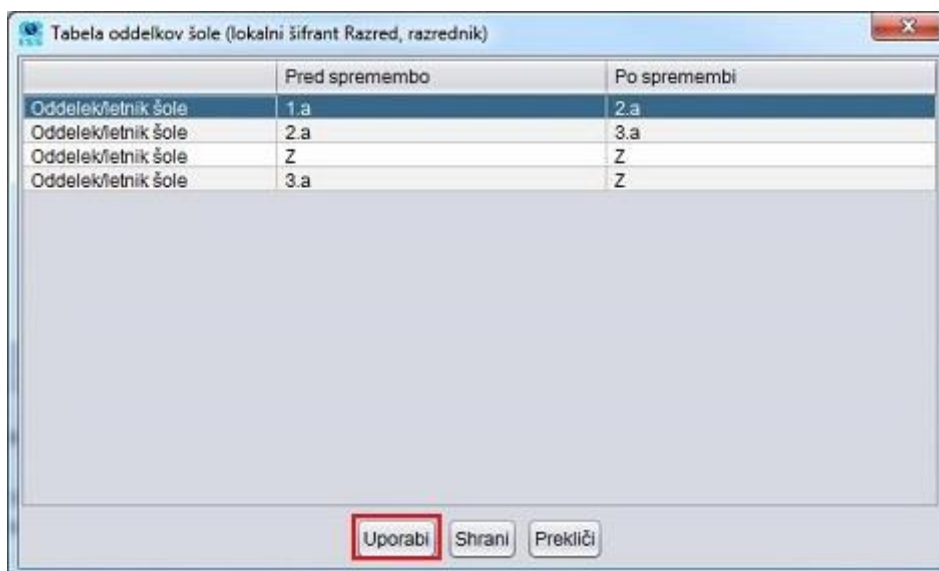 Tabela oddelkov šole (lokalni šifrant Razred, razrednik)
Pred spremembo Po spremembi
Oddelek/letnik šole 1.a 2.a
Oddelek/letnik šole 2.a 3.a
Oddelek/letnik šole Z Z
Oddelek/letnik šole 3.a Z
Uporabi Shrani Prekliči